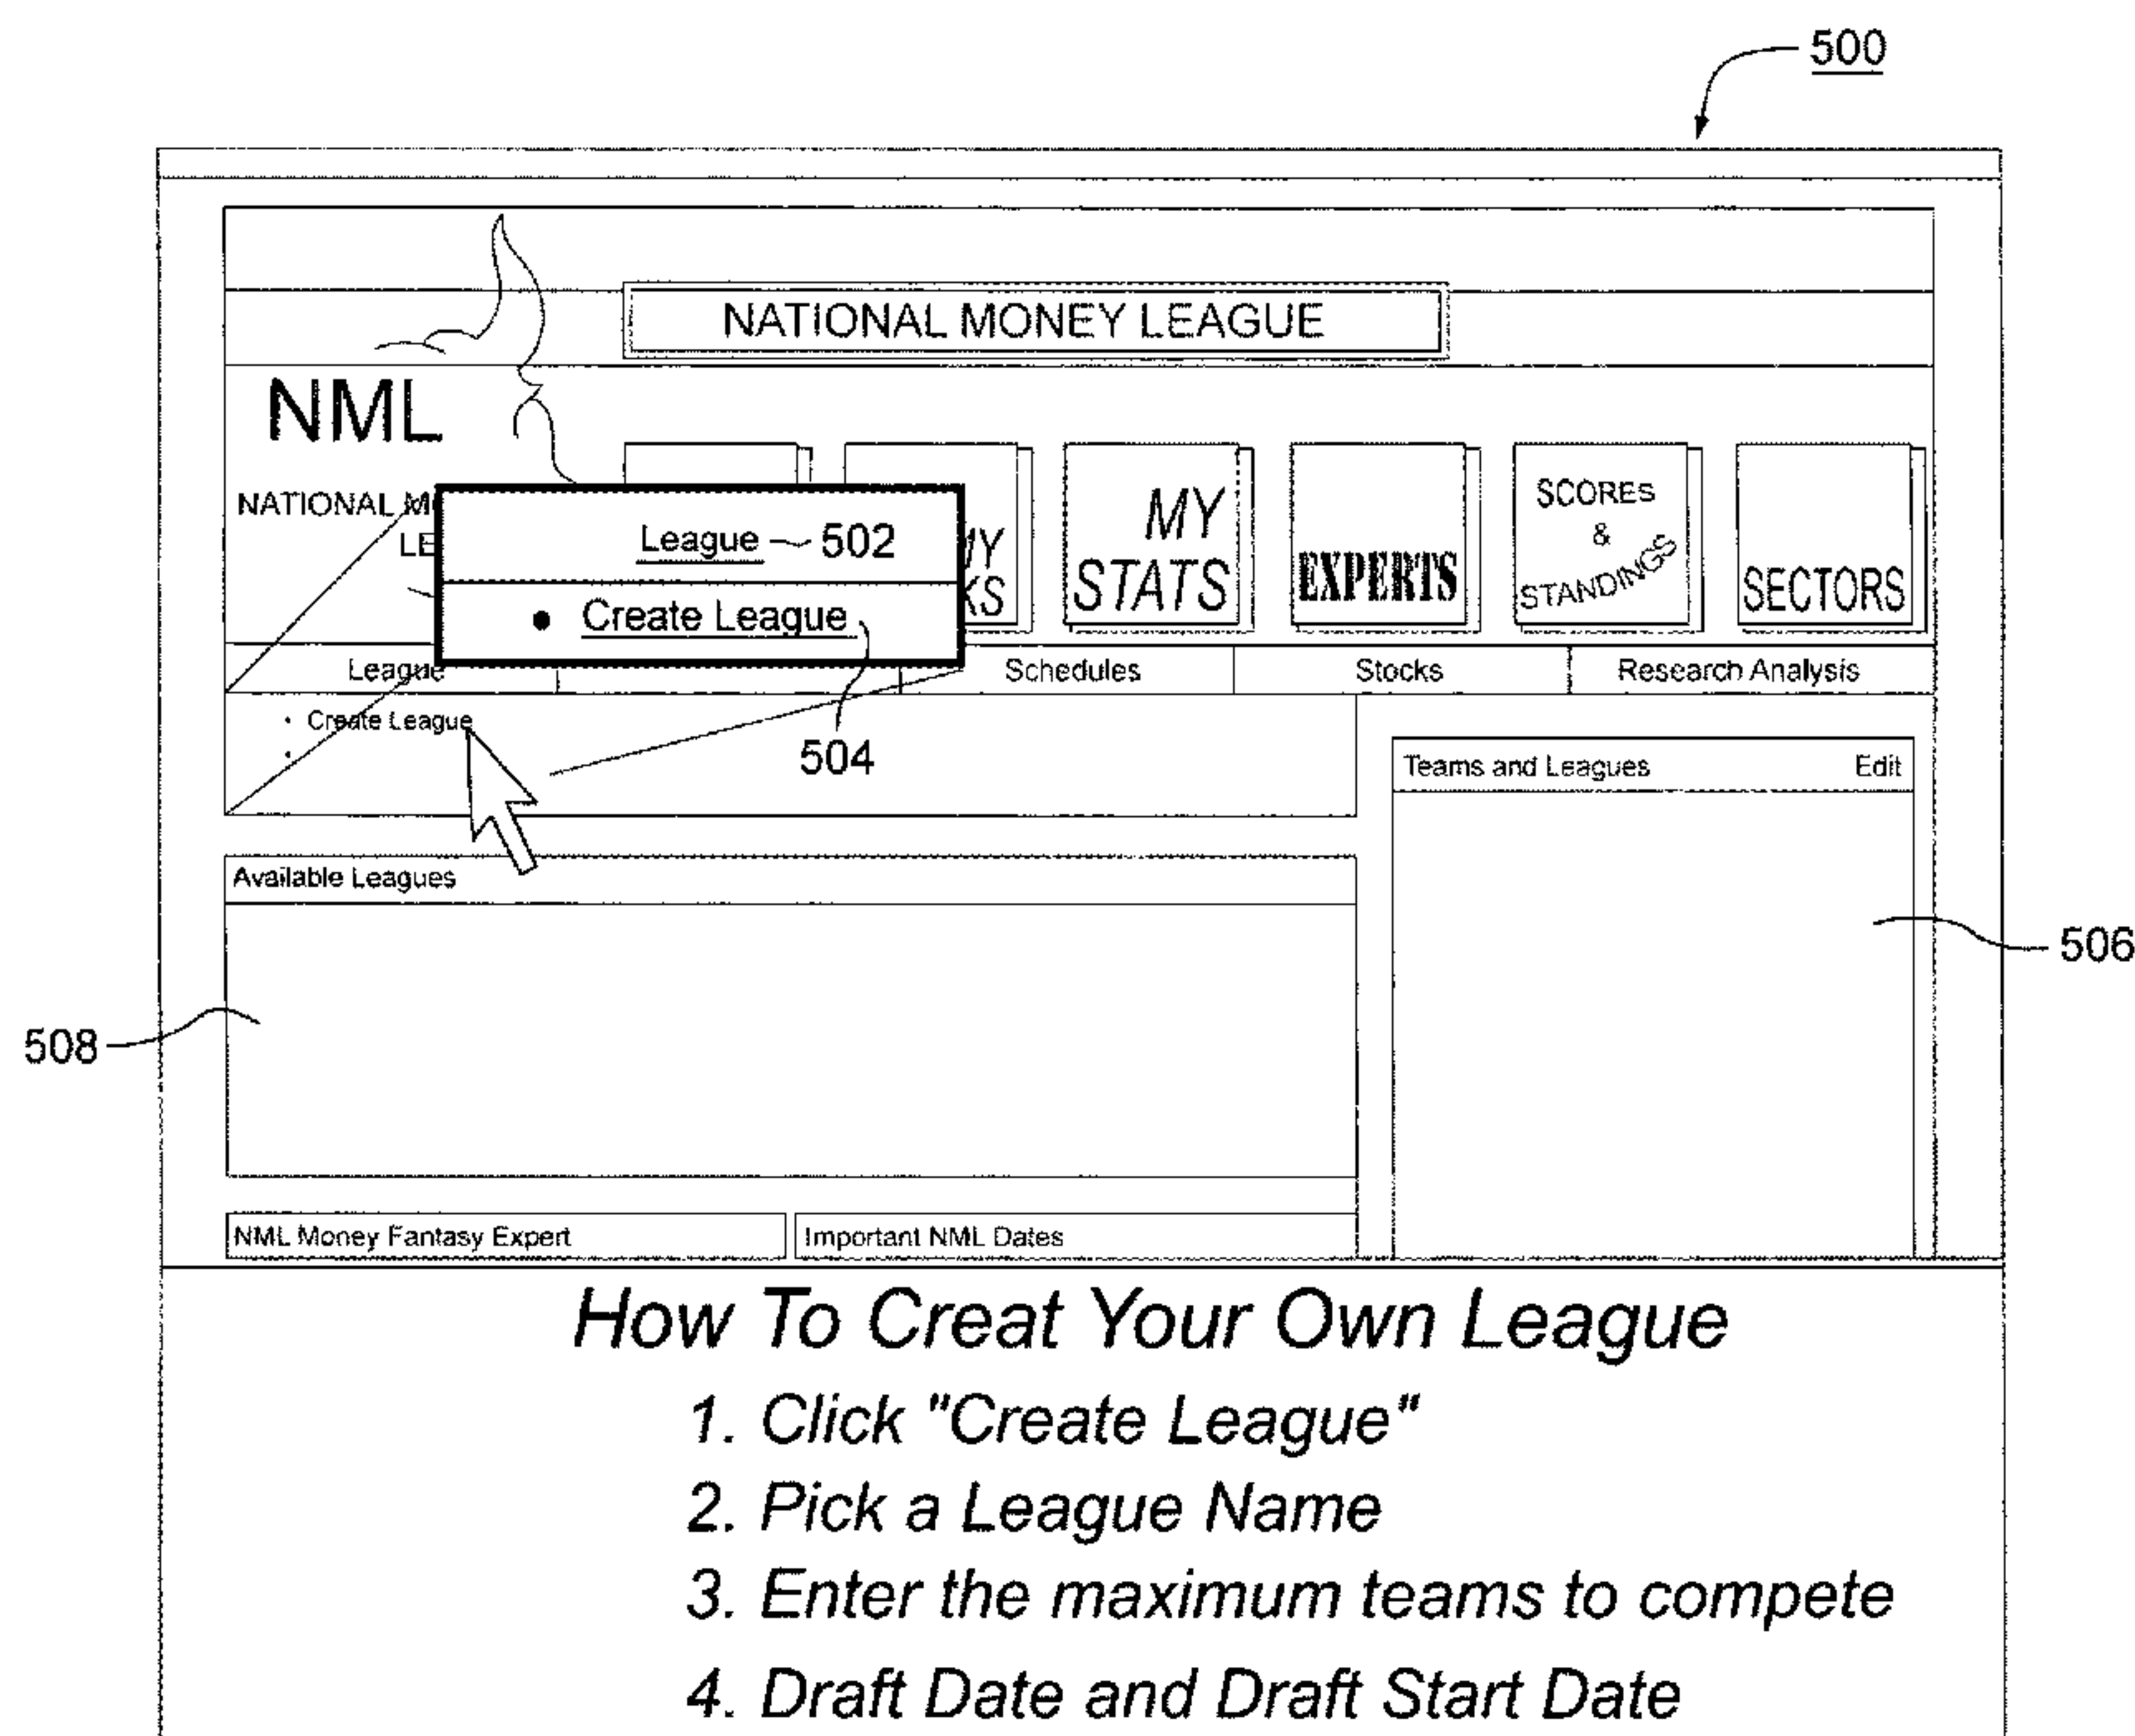 500
NATIONAL MONEY LEAGUE
NML
NATIONAL
League 502
Create League
MY
STATS
EXPERTS
SCORES
&
STANDINGS
SECTORS
League
Schedules
Stocks
Research Analysis
• Create League
504
Teams and Leagues Edit
Available Leagues
506
508
NML Money Fantasy Expert
Important NML Dates
How To Creat Your Own League
1. Click "Create League"
2. Pick a League Name
3. Enter the maximum teams to compete
4. Draft Date and Draft Start Date